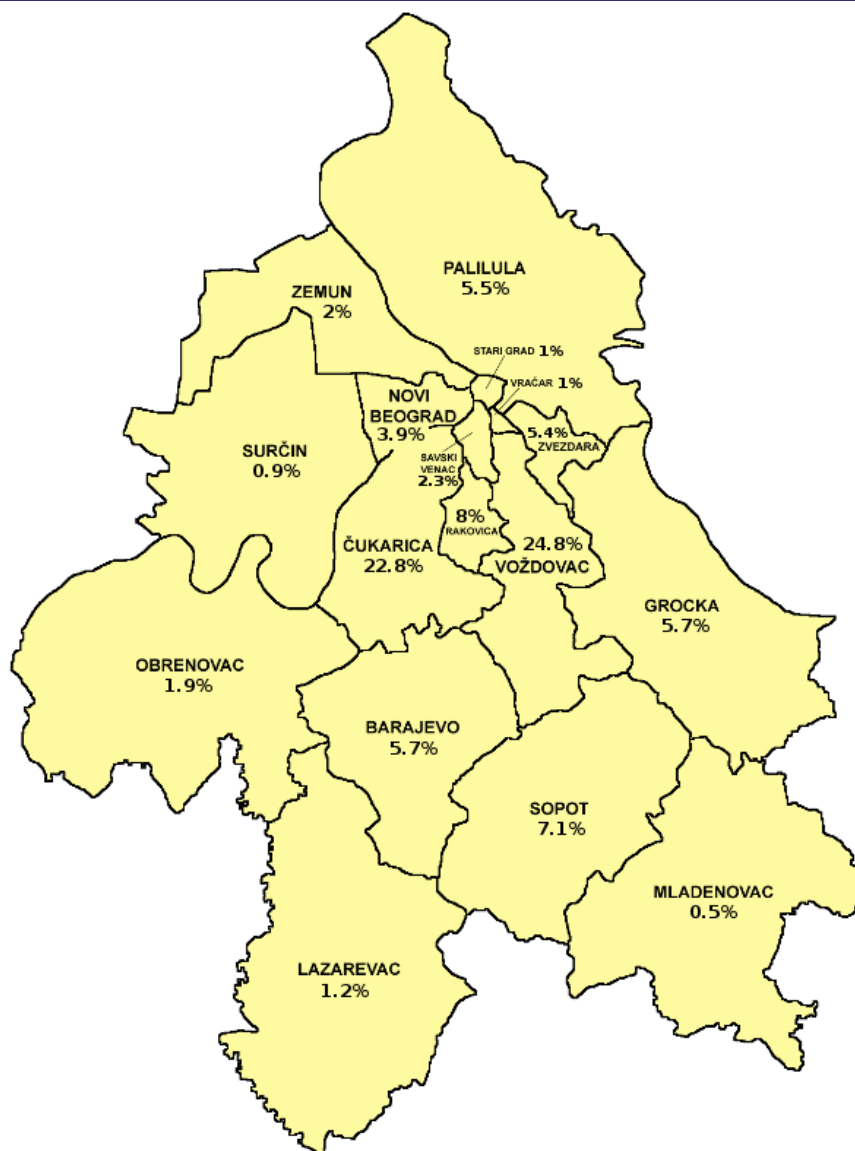 PALILULA
5.5%
ZEMUN
2%
STARI GRAD 1%
VRAČAR 1%
NOVI
BEOGRAD
3.9%
5.4%
ZVEZDARA
SURČIN
0.9%
SAVSKI
VENAC
2.3%
8%
RAKOVICA
24.8%
VOŽDOVAC
ČUKARICA
22.8%
GROCKA
5.7%
OBRENOVAC
1.9%
BARAJEVO
5.7%
SOPOT
7.1%
MLADENOVAC
0.5%
LAZAREVAC
1.2%